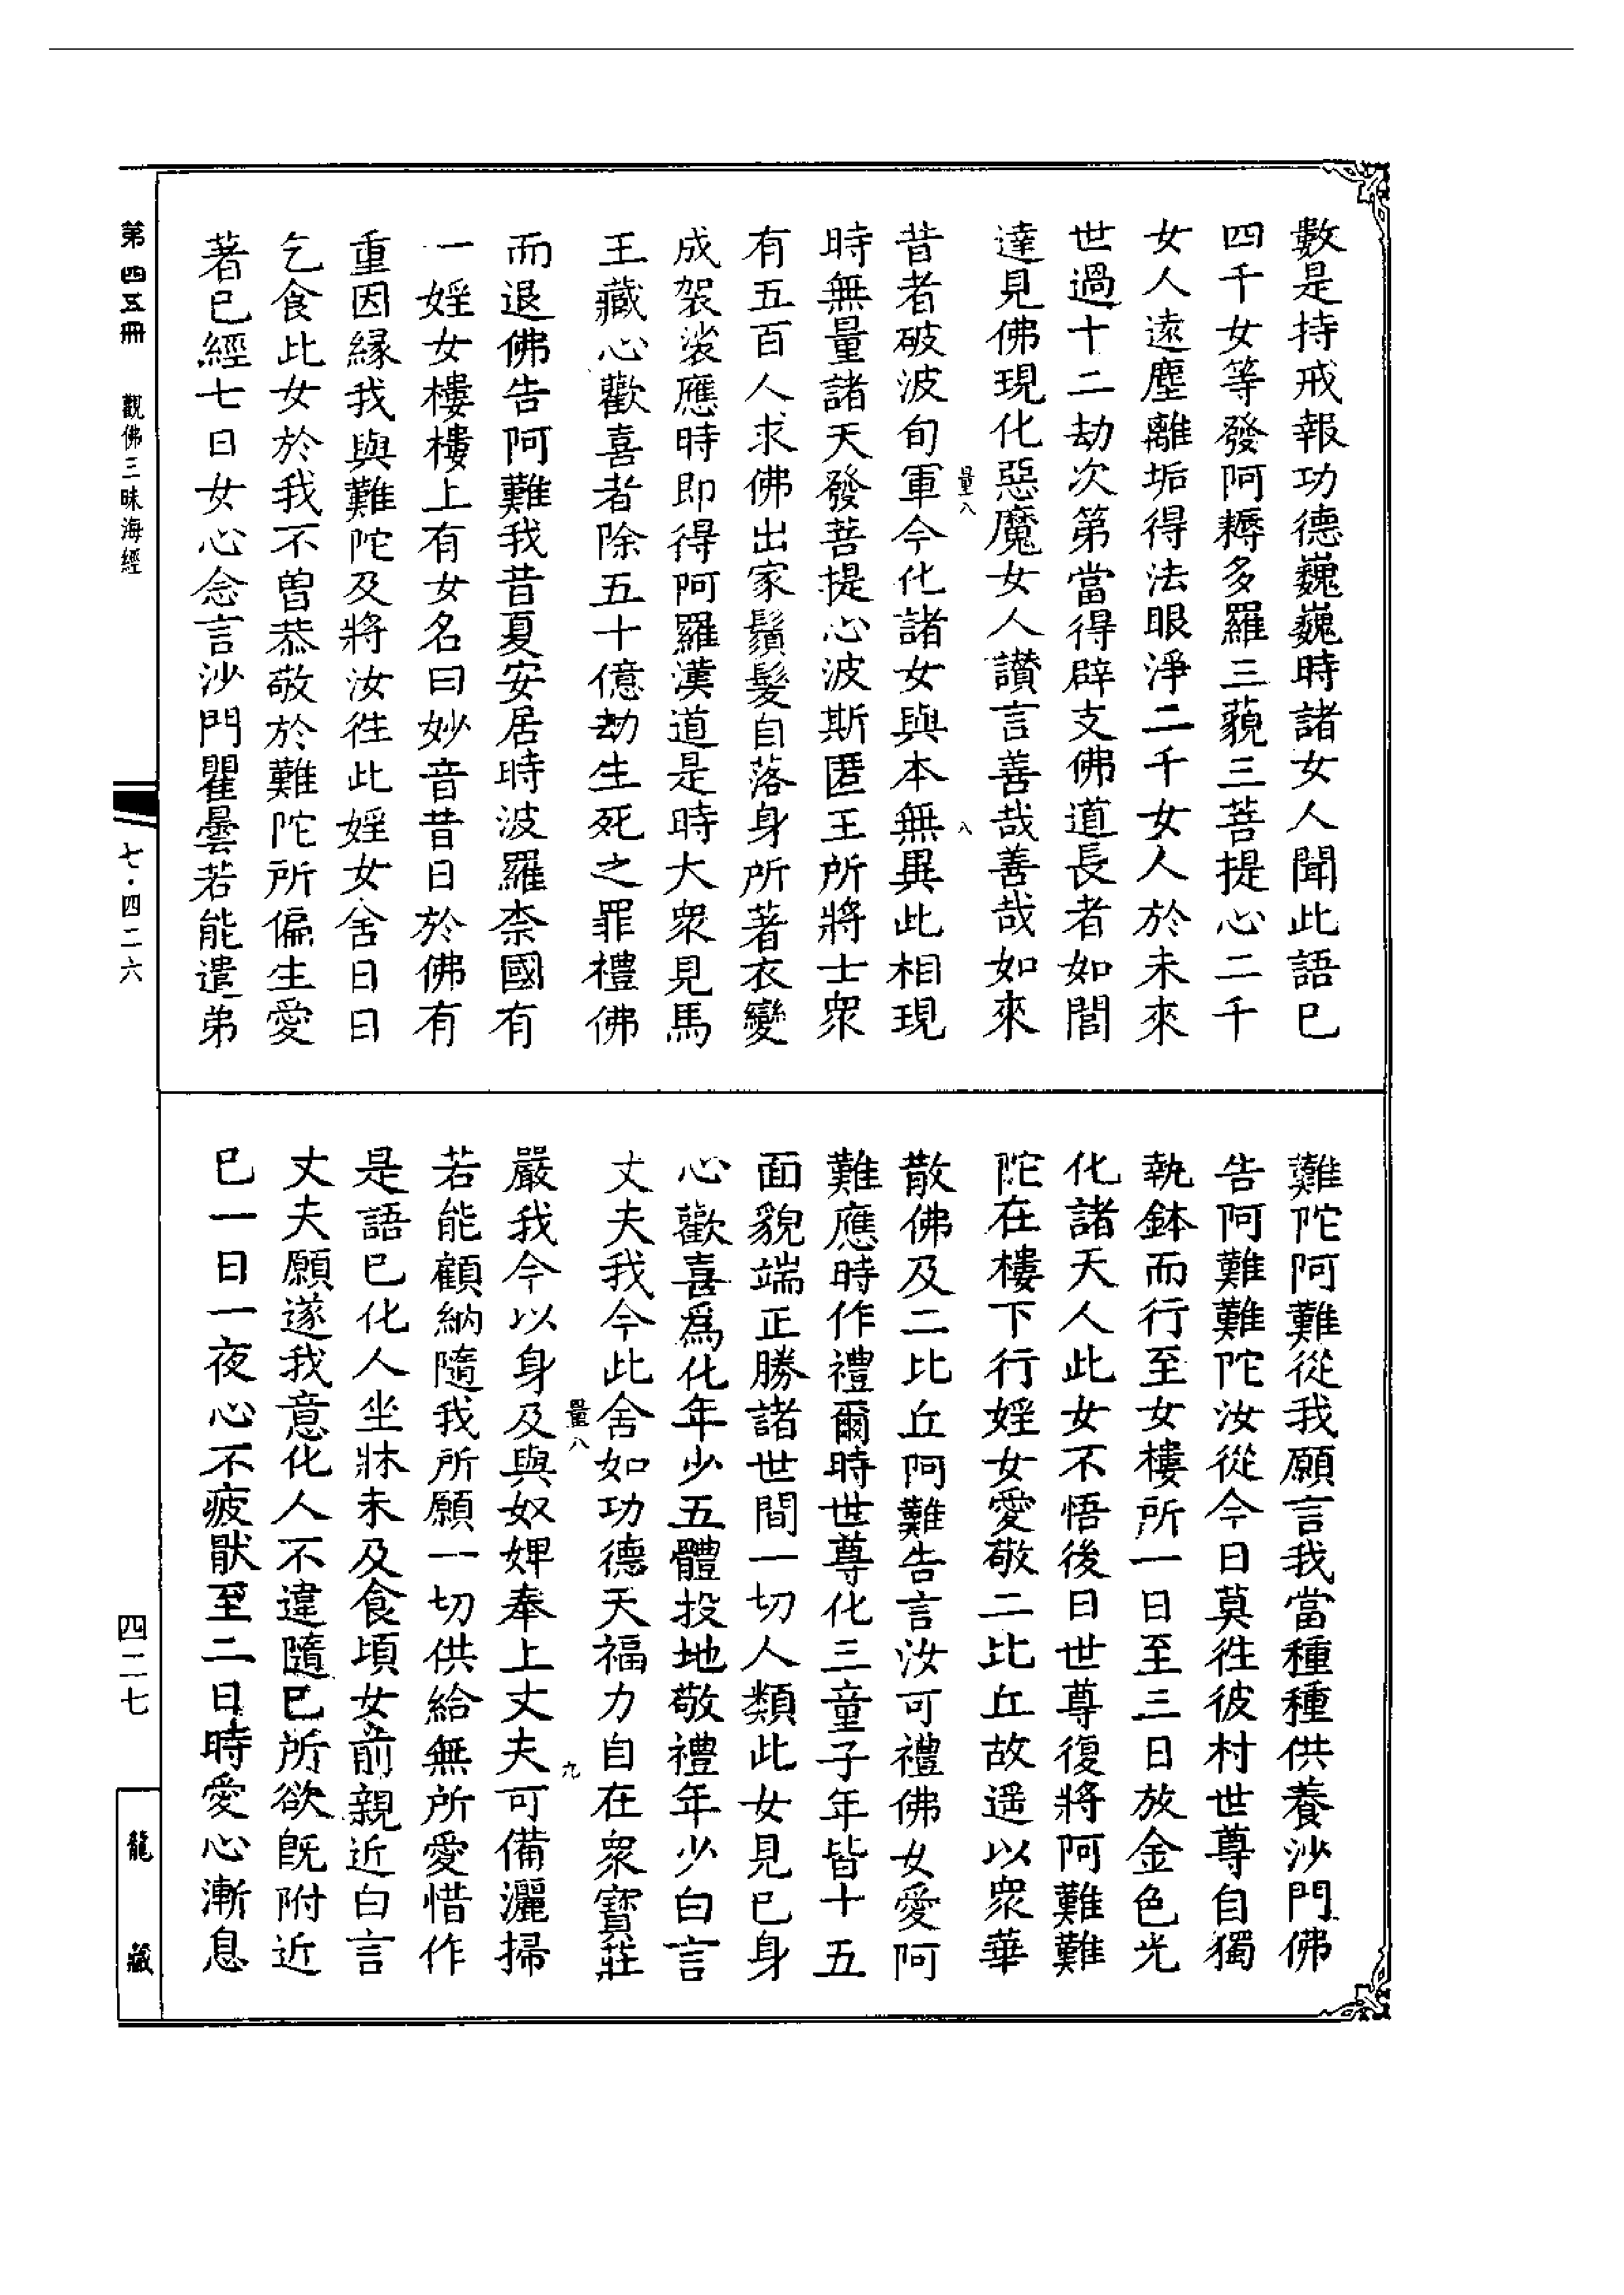 數是持戒報功德巍巍時諸女人聞此語已
四千女等發阿耨多羅三藐三菩提心二千
女人遠塵離垢得法眼淨二千女人於未來
世過十二劫次第當得辟支佛道長者如閭
達見佛現化惡魔女人讃言善哉善哉如來
量八
八
昔者破波旬軍今化諸女與本無異此相現
時無量諸天發菩提心波斯匿王所將士衆
有五百人求佛出家鬚髮自落身所著衣變
成袈裟應時即得阿羅漢道是時大衆見馬
王藏心歡喜者除五十億劫生死之罪禮佛
而退佛告阿難我昔夏安居時波羅柰國有
一婬女樓樓上有女名曰妙音昔日於佛有
重因緣我與難陀及將汝徃此婬女舍日日
乞食此女於我不曾恭敬於難陀所偏生愛
著已經七日女心念言沙門瞿曇若能遣弟
第四五冊
觀佛三昧海經
七·四二六
難陀阿難從我願言我當種種供養沙門佛
告阿難難陀汝從今日莫徃彼村世尊自獨
執鉢而行至女樓所一日至三日放金色光
化諸天人此女不悟後日世尊復將阿難難
陀在樓下行婬女愛敬二比丘故遥以衆華
散佛及二比丘阿難告言汝可禮佛女愛阿
難應時作禮爾時世尊化三童子年皆十五
面貌端正勝諸世間一切人類此女見已身
心歡喜爲化年少五體投地敬禮年少白言
丈夫我今此舍如功德天福力自在衆寶莊
量八
九
嚴我今以身及與奴婢奉上丈夫可備灑掃
若能顧納隨我所願一切供給無所愛惜作
是語已化人坐牀未及食頃女前親近白言
丈夫願遂我意化人不違隨已所欲旣附近
已一日一夜心不疲猒至二日時愛心漸息
四二七
龍藏